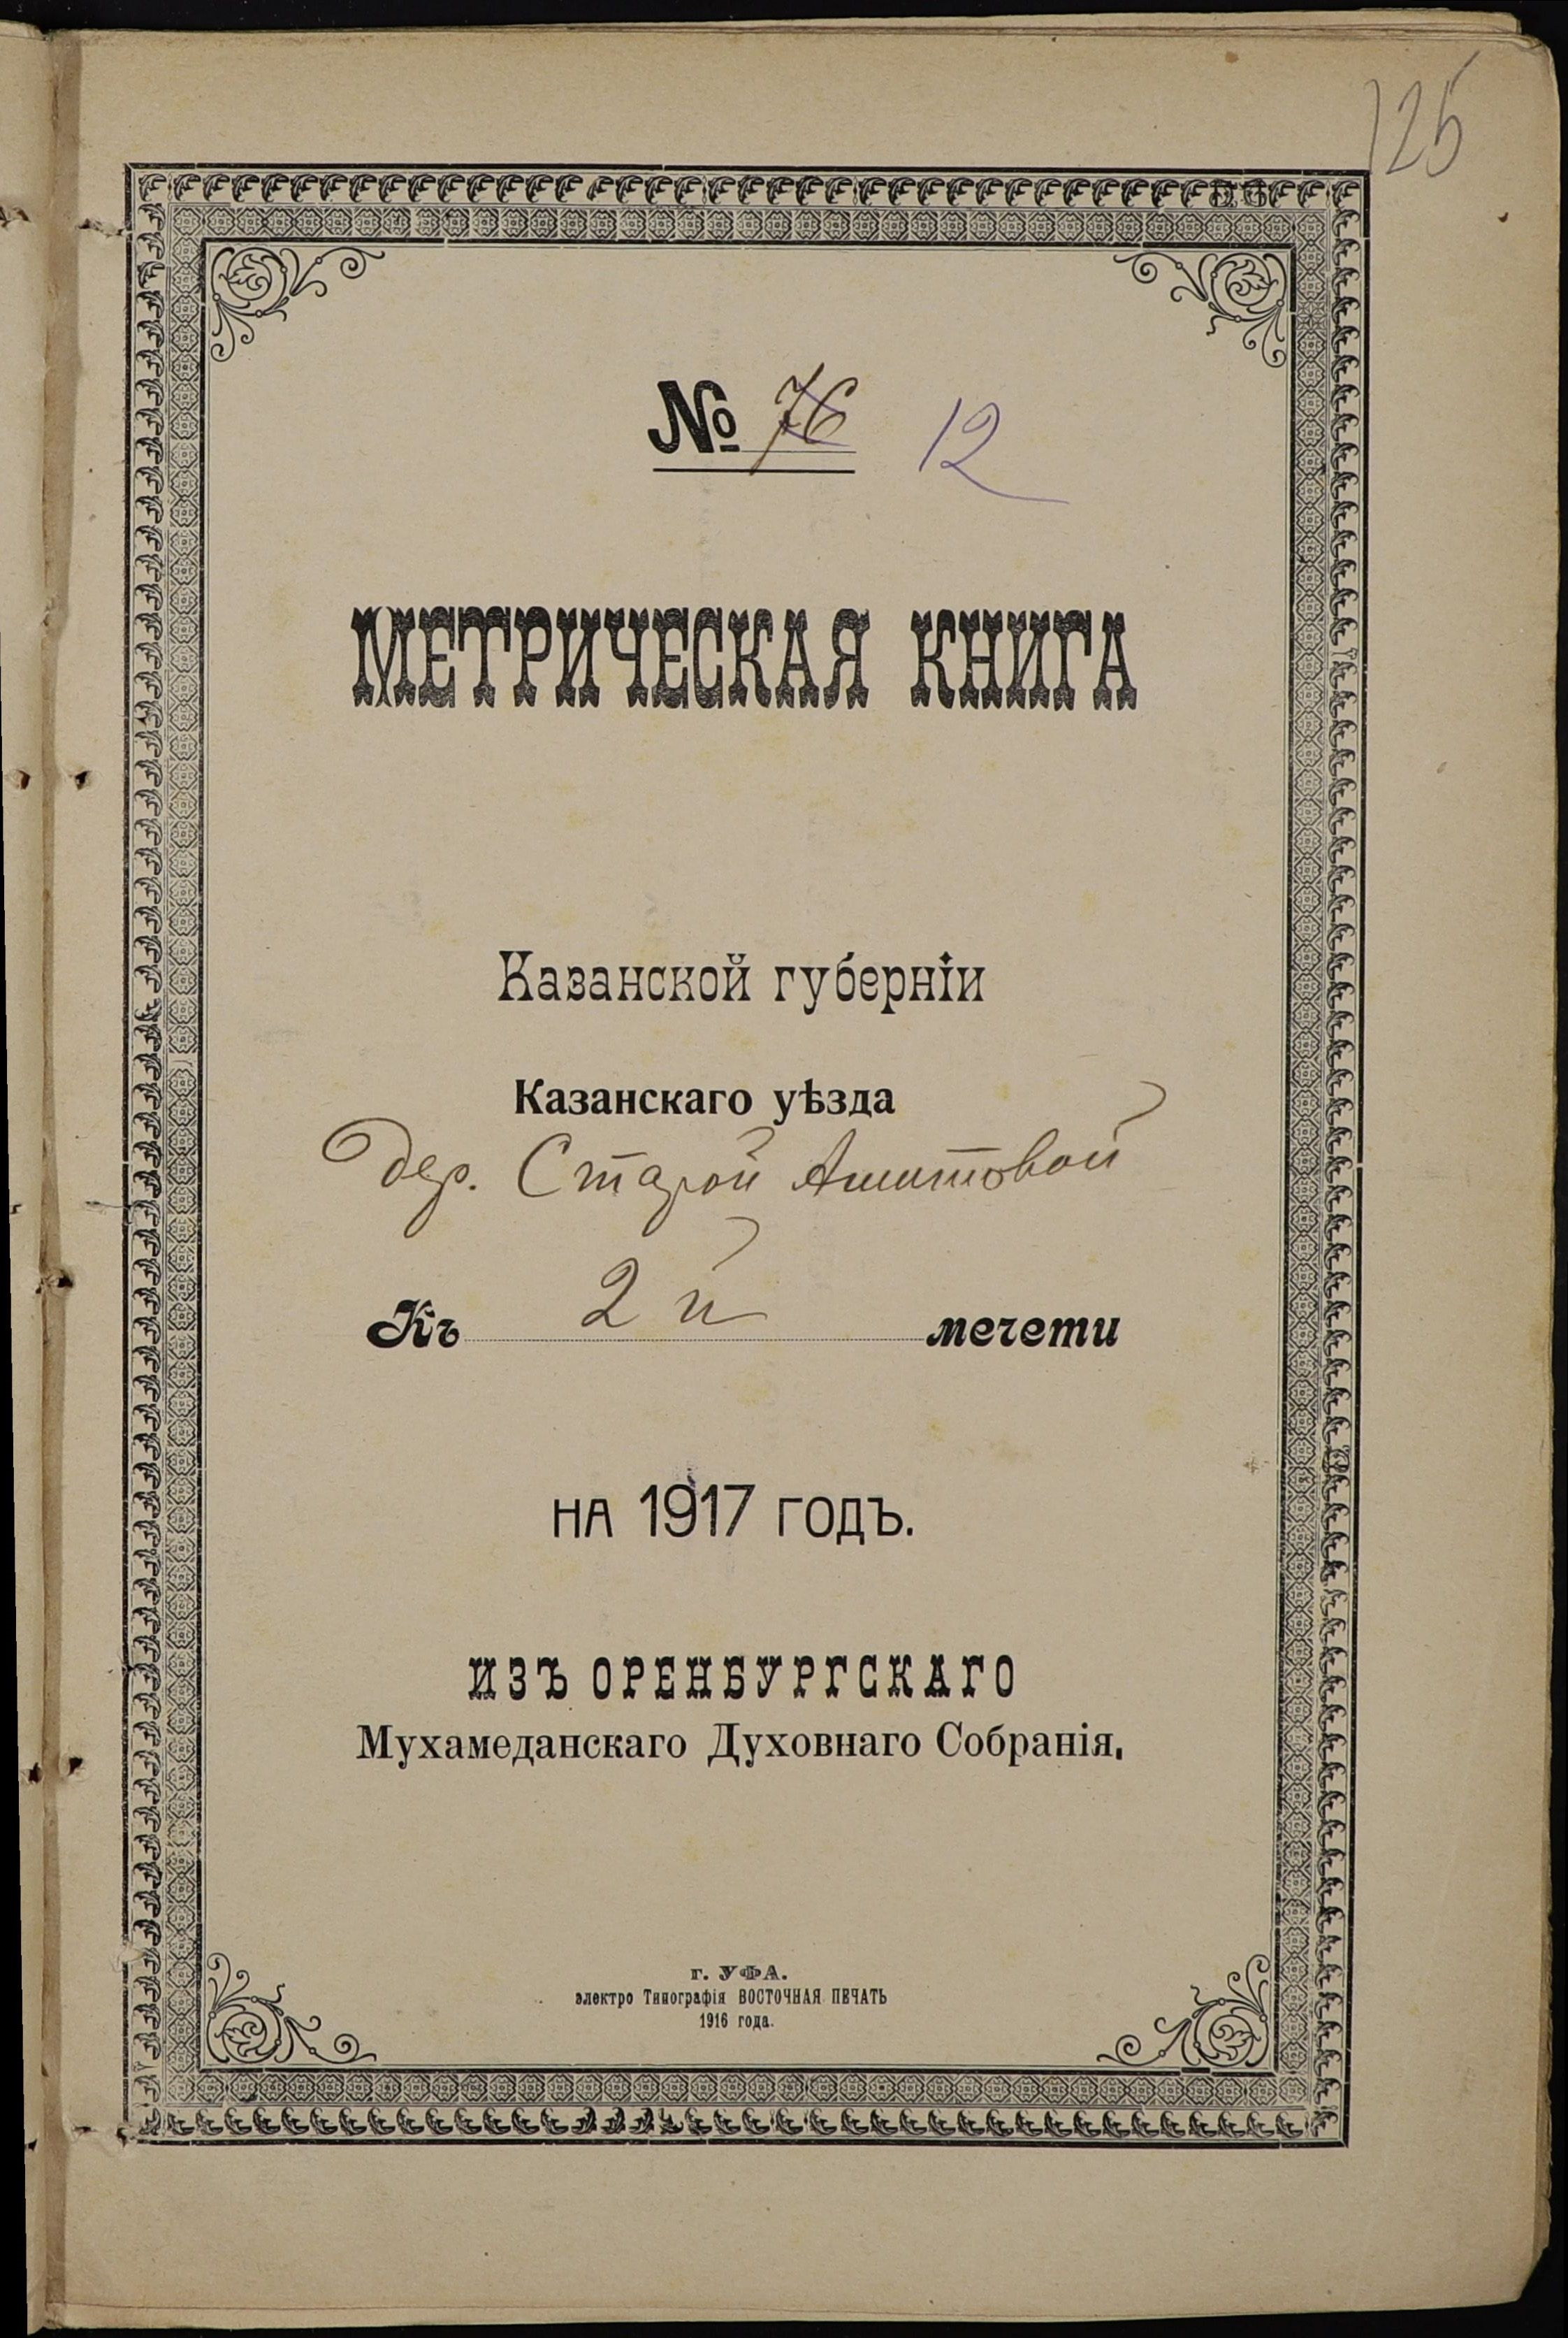 125
№ 76 12
МЕТРИЧЕСКАЯ КНИГА
Казанской губерніи
Казанскаго уѣзда
дер. Старой Ашитовой
Къ 2й мечети
НА 1917 ГОДЪ.
ИЗЪ ОРЕНБУРГСКАГО
Мухамеданскаго Духовнаго Собранія.
г. УФА.
электро Типографія ВОСТОЧНАЯ ПЕЧАТЬ
1916 года.